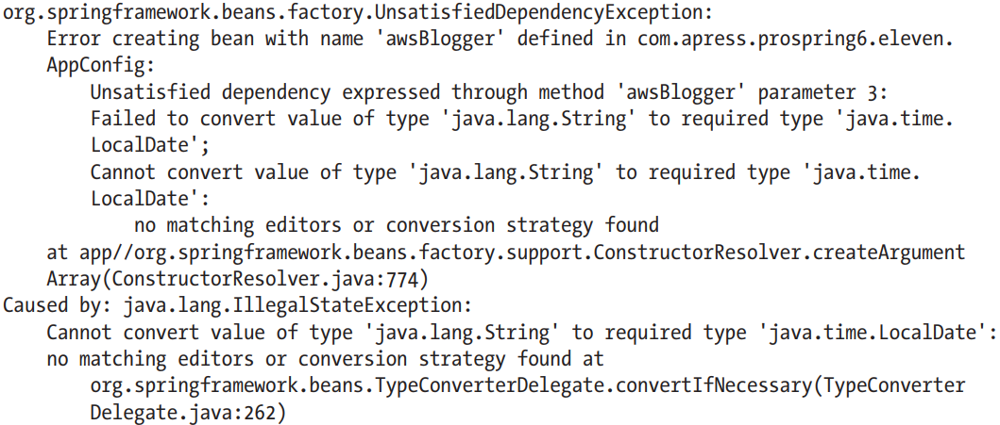 org.springframework.beans.factory.UnsatisfiedDependencyException:
Error creating bean with name 'awsBlogger' defined in com.apress.prospring6.eleven.
AppConfig:
Unsatisfied dependency expressed through method 'awsBlogger' parameter 3:
Failed to convert value of type 'java.lang.String' to required type 'java.time.
LocalDate';
Cannot convert value of type 'java.lang.String' to required type 'java.time.
LocalDate':
no matching editors or conversion strategy found
at app//org.springframework.beans.factory.support.ConstructorResolver.createArgument
Array(ConstructorResolver.java:774)
Caused by: java.lang.IllegalStateException:
Cannot convert value of type 'java.lang.String' to required type 'java.time.LocalDate':
no matching editors or conversion strategy found at
org.springframework.beans.TypeConverterDelegate.convertIfNecessary(TypeConverter
Delegate.java:262)